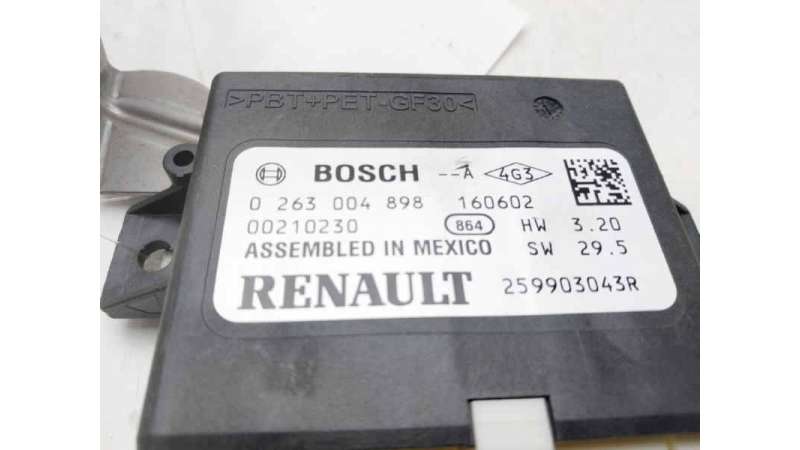 >PBT+PET-GF30<
BOSCH --A 4G3
0 263 004 898 160602
00210230 864 HW 3.20
ASSEMBLED IN MEXICO SW 29.5
RENAULT 259903043R